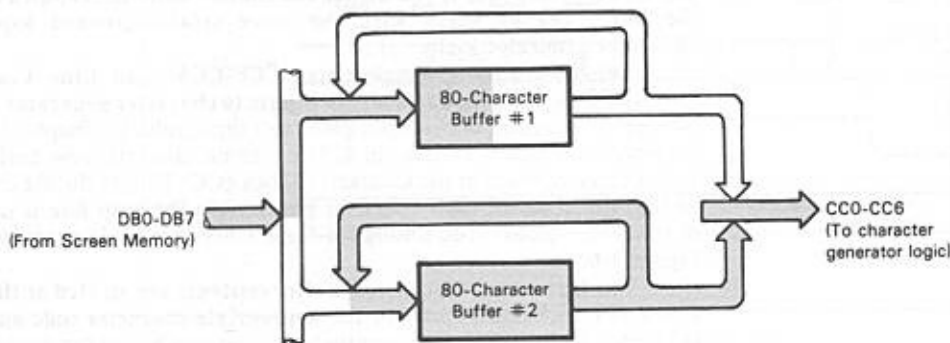 80-Character
Buffer #1
DB0-DB7
(From Screen Memory)
CC0-CC6
(To character
generator logic)
80-Character
Buffer #2